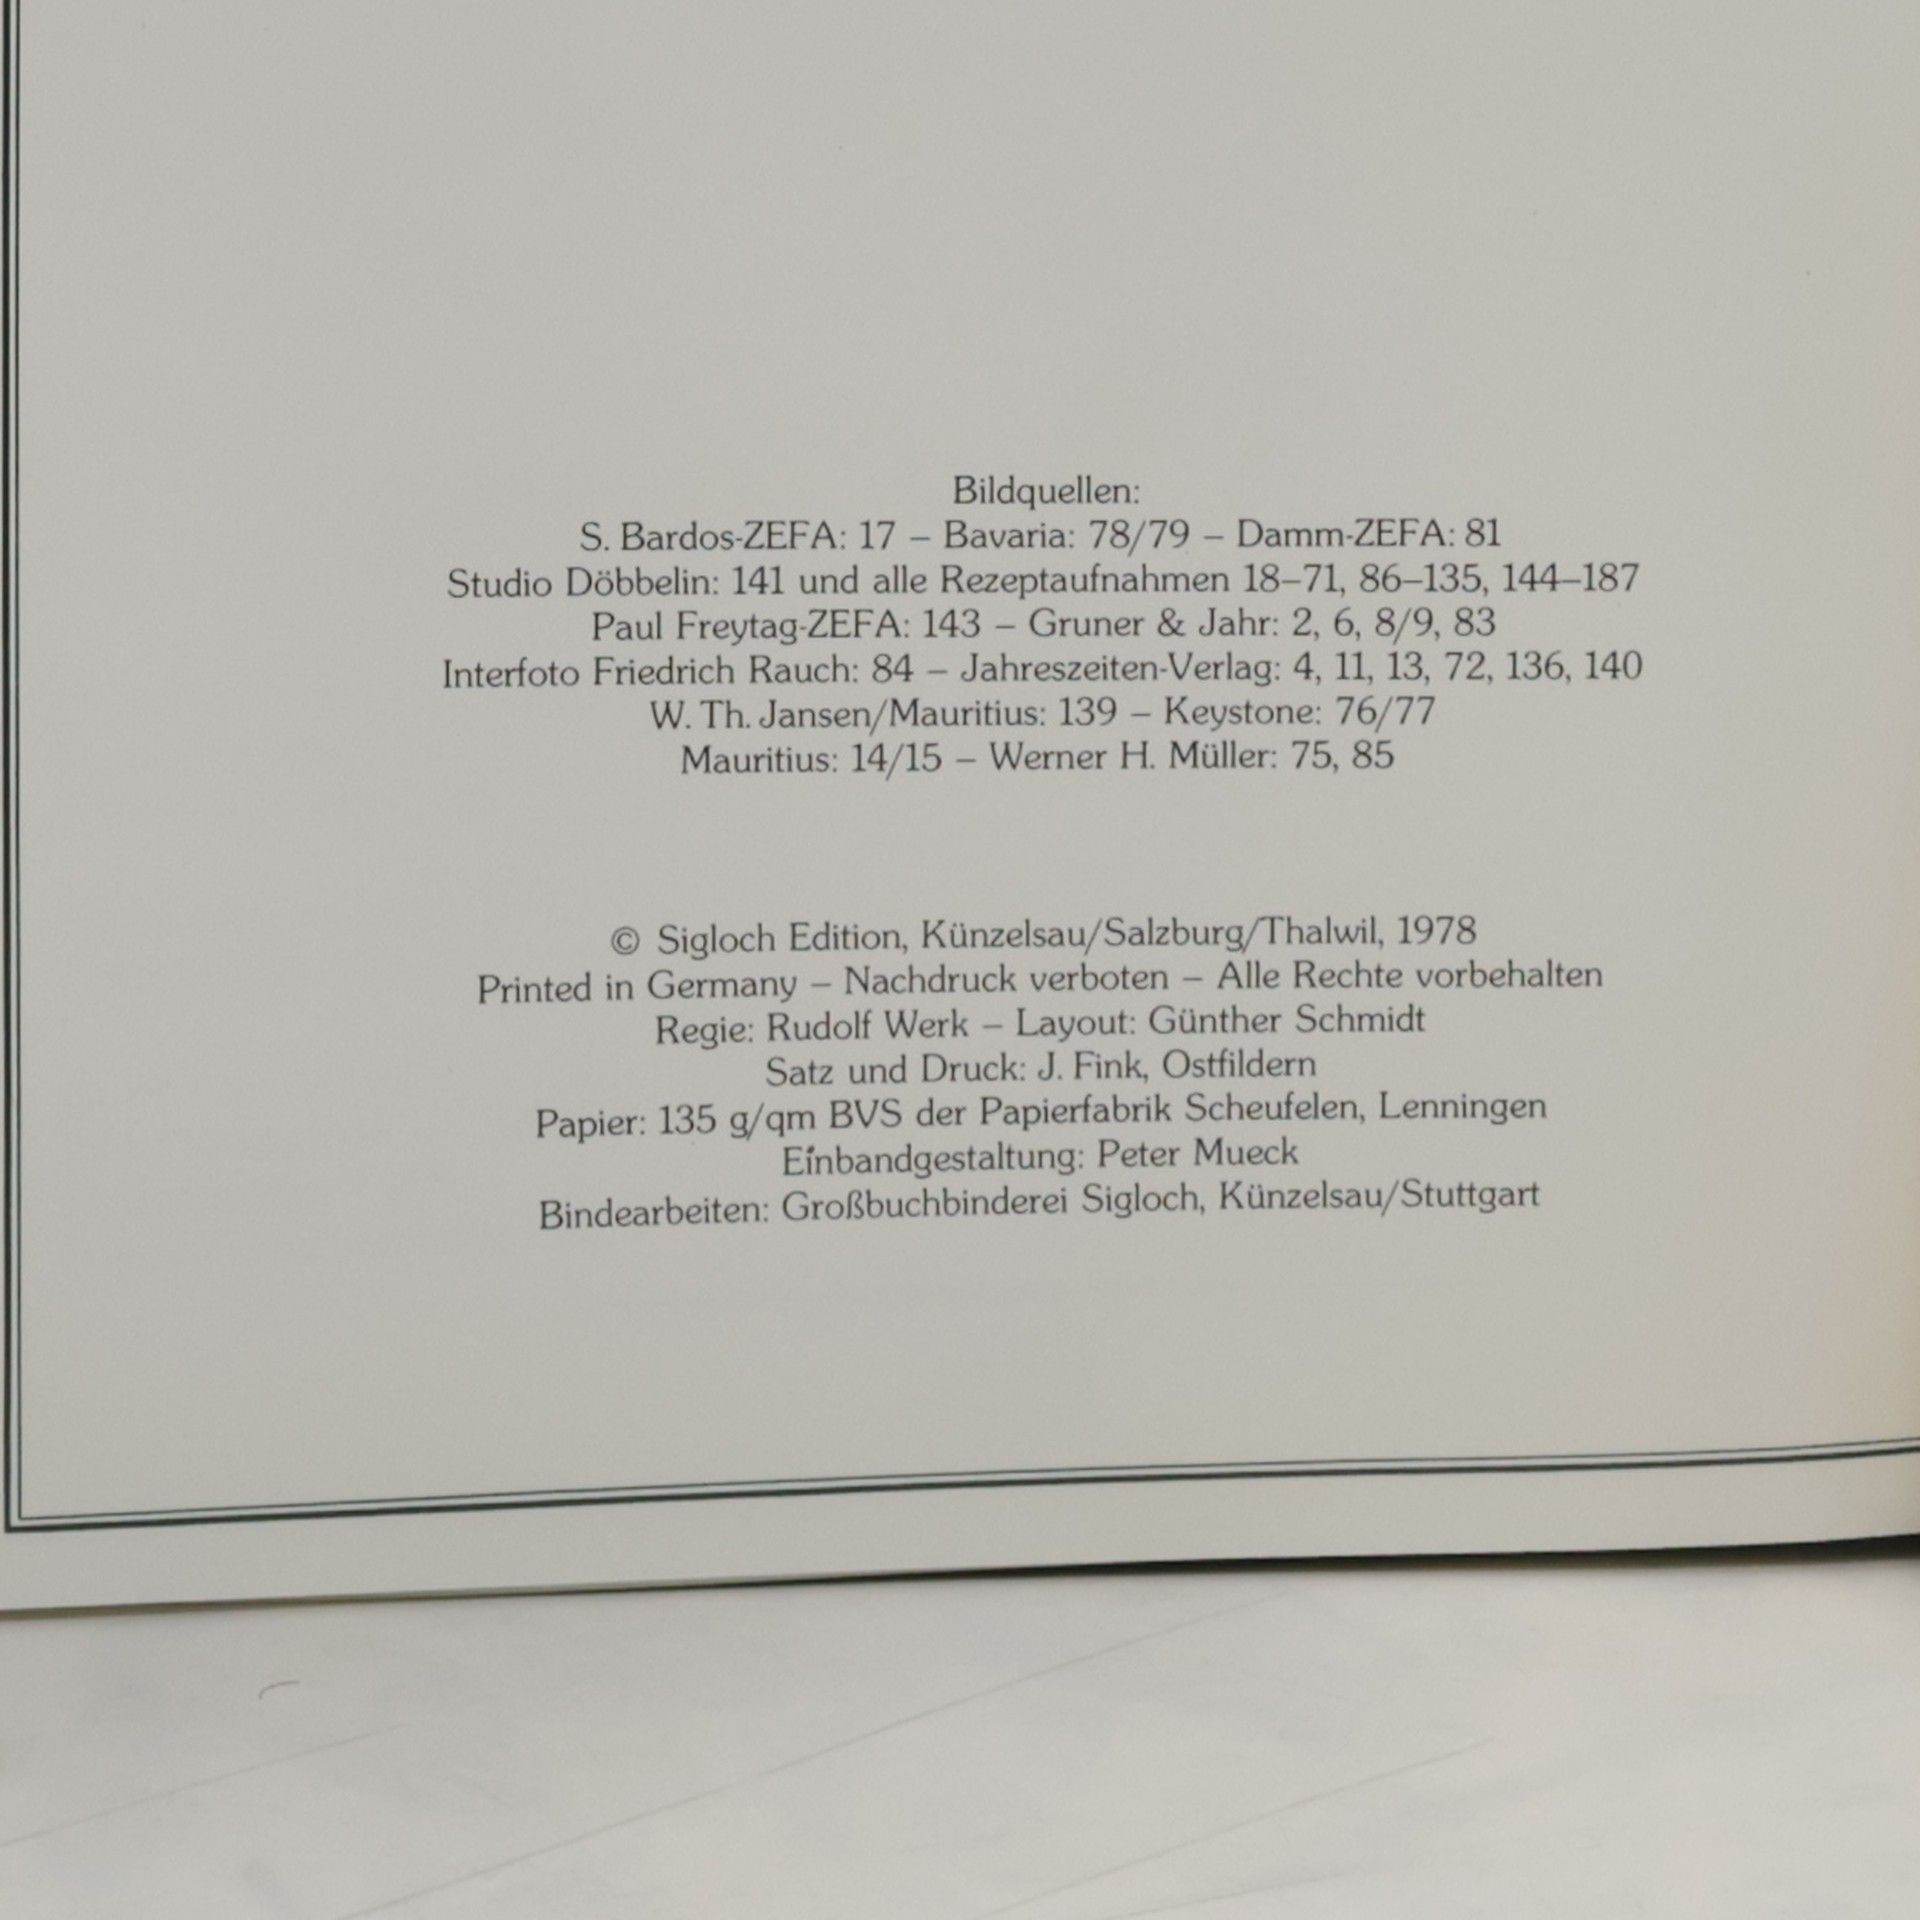 Bildquellen:
S. Bardos-ZEFA: 17 – Bavaria: 78/79 – Damm-ZEFA: 81
Studio Döbbelin: 141 und alle Rezeptaufnahmen 18–71, 86–135, 144–187
Paul Freytag-ZEFA: 143 – Gruner & Jahr: 2, 6, 8/9, 83
Interfoto Friedrich Rauch: 84 – Jahreszeiten-Verlag: 4, 11, 13, 72, 136, 140
W. Th. Jansen/Mauritius: 139 – Keystone: 76/77
Mauritius: 14/15 – Werner H. Müller: 75, 85
© Sigloch Edition, Künzelsau/Salzburg/Thalwil, 1978
Printed in Germany – Nachdruck verboten – Alle Rechte vorbehalten
Regie: Rudolf Werk – Layout: Günther Schmidt
Satz und Druck: J. Fink, Ostfildern
Papier: 135 g/qm BVS der Papierfabrik Scheufelen, Lenningen
Einbandgestaltung: Peter Mueck
Bindearbeiten: Großbuchbinderei Sigloch, Künzelsau/Stuttgart